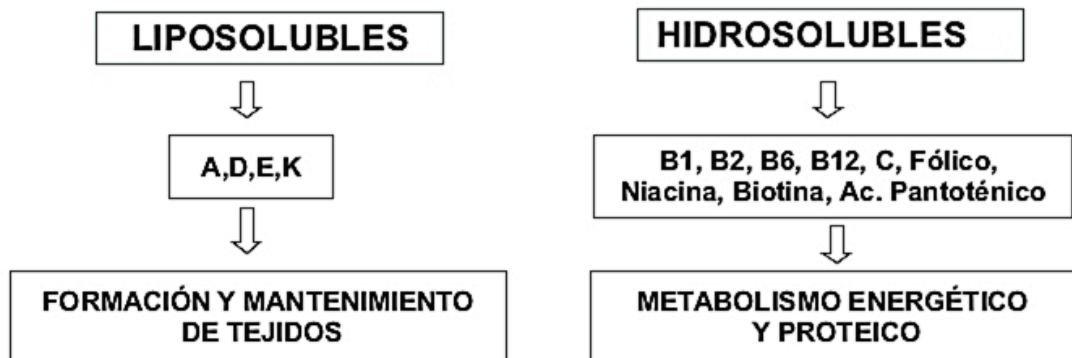 LIPOSOLUBLES
A,D,E,K
FORMACIÓN Y MANTENIMIENTO
DE TEJIDOS
HIDROSOLUBLES
B1, B2, B6, B12, C, Fólico,
Niacina, Biotina, Ac. Pantoténico
METABOLISMO ENERGÉTICO
Y PROTEICO